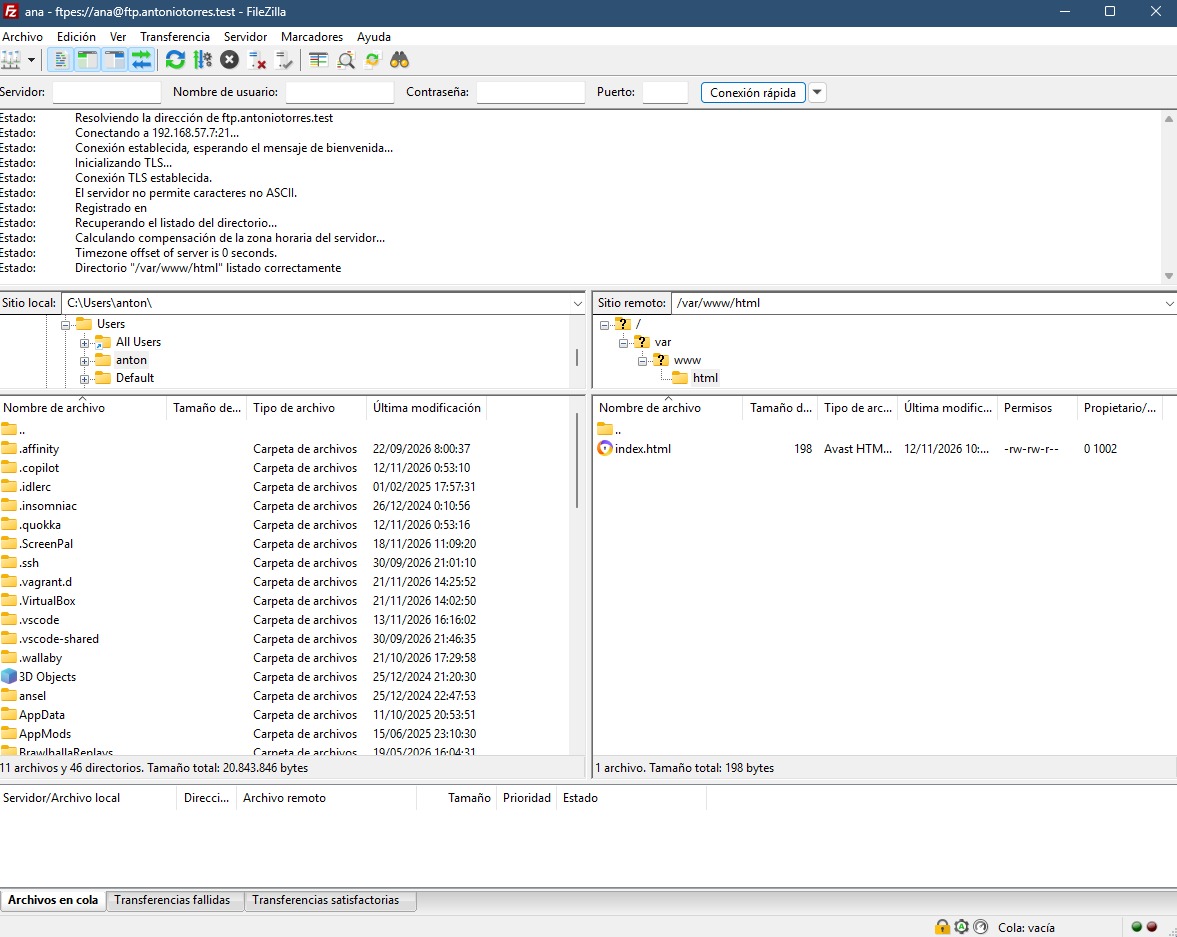 ana - ftpes://ana@ftp.antoniotorres.test - FileZilla
Archivo Edición Ver Transferencia Servidor Marcadores Ayuda
Servidor: Nombre de usuario: Contraseña: Puerto: Conexión rápida
Estado: Resolviendo la dirección de ftp.antoniotorres.test
Estado: Conectando a 192.168.57.7:21...
Estado: Conexión establecida, esperando el mensaje de bienvenida...
Estado: Inicializando TLS...
Estado: Conexión TLS establecida.
Estado: El servidor no permite caracteres no ASCII.
Estado: Registrado en
Estado: Recuperando el listado del directorio...
Estado: Calculando compensación de la zona horaria del servidor...
Estado: Timezone offset of server is 0 seconds.
Estado: Directorio "/var/www/html" listado correctamente
Sitio local: C:\Users\anton\
Users
All Users
anton
Default
Nombre de archivo Tamaño de... Tipo de archivo Última modificación
..
.affinity Carpeta de archivos 22/09/2026 8:00:37
.copilot Carpeta de archivos 12/11/2026 0:53:10
.idlerc Carpeta de archivos 01/02/2025 17:57:31
.insomniac Carpeta de archivos 26/12/2024 0:10:56
.quokka Carpeta de archivos 12/11/2026 0:53:16
.ScreenPal Carpeta de archivos 18/11/2026 11:09:20
.ssh Carpeta de archivos 30/09/2026 21:01:10
.vagrant.d Carpeta de archivos 21/11/2026 14:25:52
.VirtualBox Carpeta de archivos 21/11/2026 14:02:50
.vscode Carpeta de archivos 13/11/2026 16:16:02
.vscode-shared Carpeta de archivos 30/09/2026 21:46:35
.wallaby Carpeta de archivos 21/10/2026 17:29:58
3D Objects Carpeta de archivos 25/12/2024 21:20:30
ansel Carpeta de archivos 25/12/2024 22:47:53
AppData Carpeta de archivos 11/10/2025 20:53:51
AppMods Carpeta de archivos 15/06/2025 23:10:30
BrawlhallaReplays Carpeta de archivos 19/05/2026 16:04:31
11 archivos y 46 directorios. Tamaño total: 20.843.846 bytes
Sitio remoto: /var/www/html
/
var
www
html
Nombre de archivo Tamaño d... Tipo de arc... Última modific... Permisos Propietario/...
..
index.html 198 Avast HTM... 12/11/2026 10:... -rw-rw-r-- 0 1002
1 archivo. Tamaño total: 198 bytes
Servidor/Archivo local Direcci... Archivo remoto Tamaño Prioridad Estado
Archivos en cola Transferencias fallidas Transferencias satisfactorias
Cola: vacía